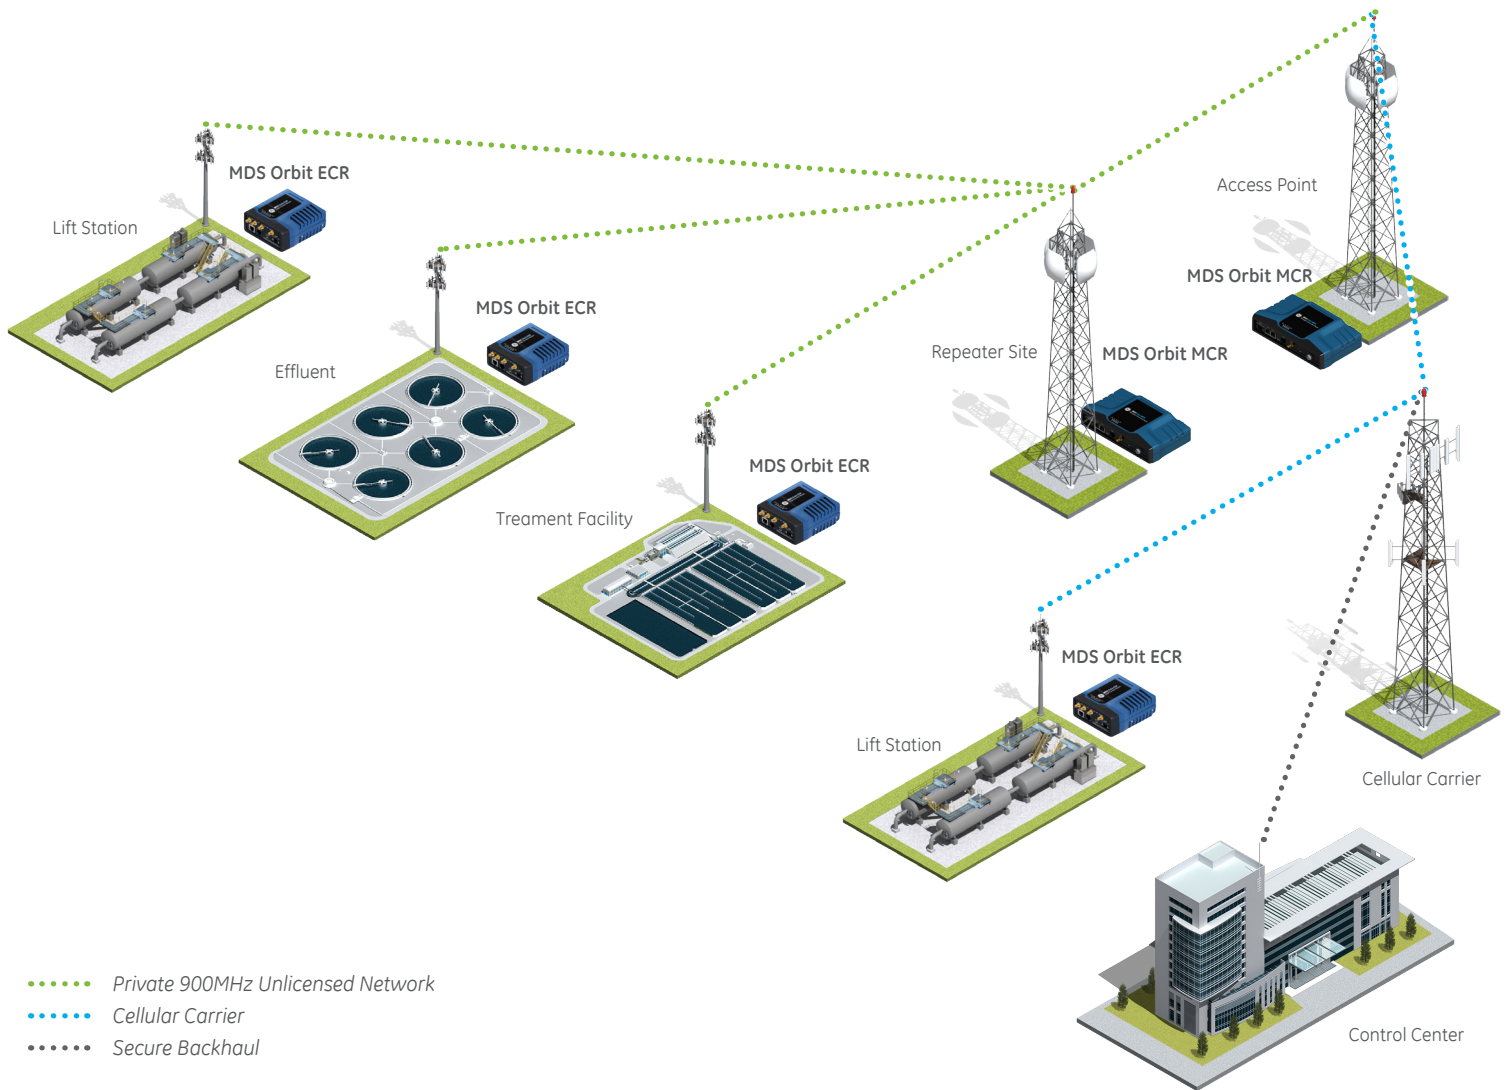 Access Point
MDS Orbit ECR
Lift Station
MDS Orbit MCR
MDS Orbit ECR
Effluent
Repeater Site
MDS Orbit MCR
MDS Orbit ECR
Treament Facility
MDS Orbit ECR
Lift Station
Cellular Carrier
Private 900MHz Unlicensed Network
Cellular Carrier
Secure Backhaul
Control Center